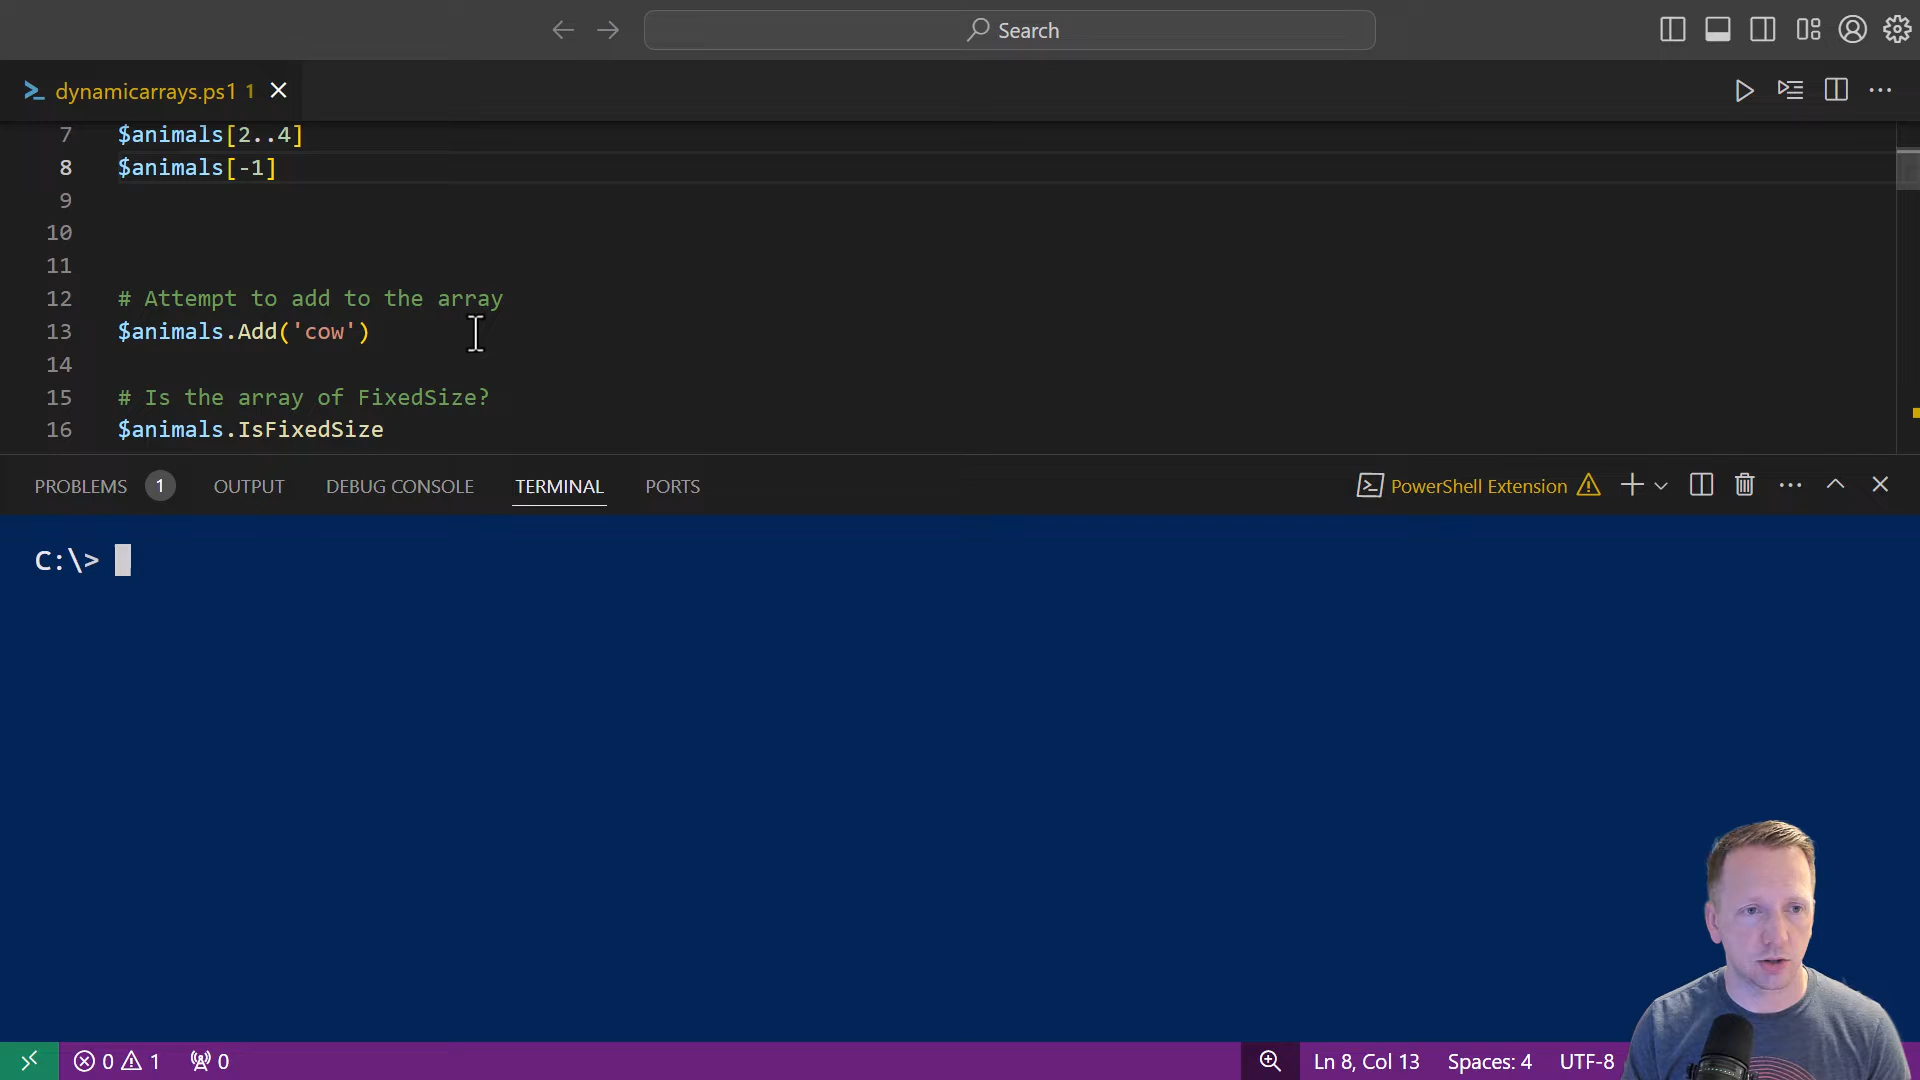 Search
dynamicarrays.ps1 1
7 $animals[2..4]
8 $animals[-1]
9
10
11
12 # Attempt to add to the array
13 $animals.Add('cow')
14
15 # Is the array of FixedSize?
16 $animals.IsFixedSize
PROBLEMS 1 OUTPUT DEBUG CONSOLE TERMINAL PORTS PowerShell Extension
C:\>
0 1 0 Ln 8, Col 13 Spaces: 4 UTF-8